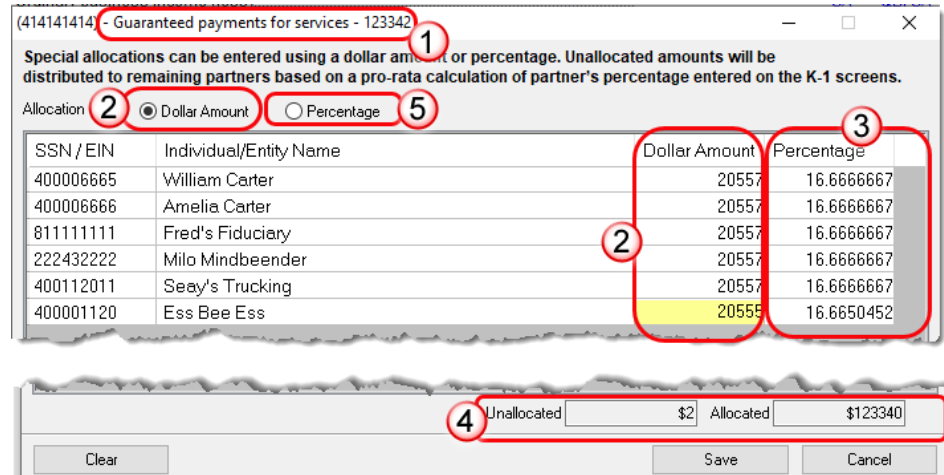 (414141414) - Guaranteed payments for services - 123342
1
Special allocations can be entered using a dollar amount or percentage. Unallocated amounts will be
distributed to remaining partners based on a pro-rata calculation of partner's percentage entered on the K-1 screens.
Allocation 2 Dollar Amount Percentage 5
3
SSN / EIN Individual/Entity Name Dollar Amount Percentage
400006665 William Carter 20557 16.6666667
400006666 Amelia Carter 20557 16.6666667
811111111 Fred's Fiduciary 20557 16.6666667
2
222432222 Milo Mindbeender 20557 16.6666667
400112011 Seay's Trucking 20557 16.6666667
400001120 Ess Bee Ess 20555 16.6650452
4 Unallocated $2 Allocated $123340
Clear Save Cancel